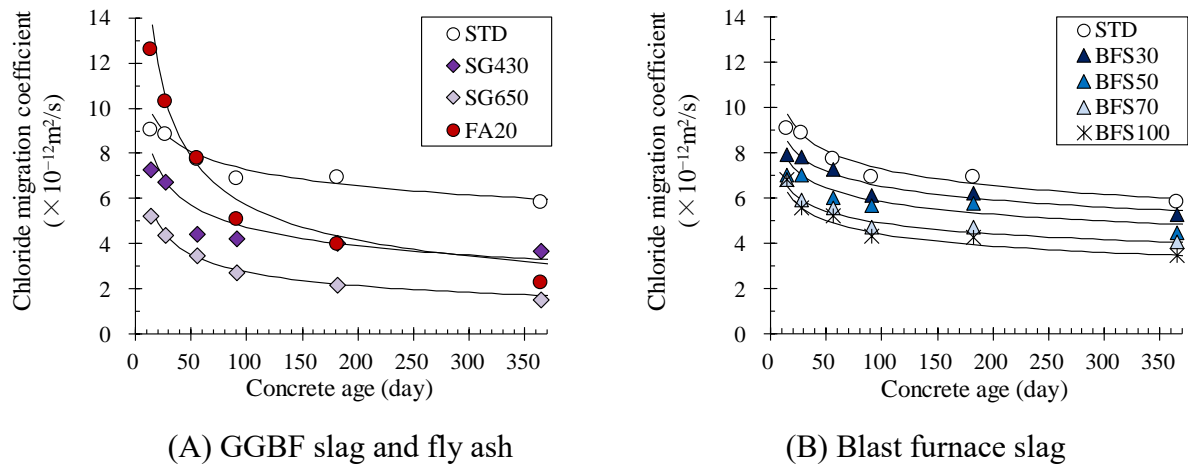 Chloride migration coefficient
(×10⁻¹²m²/s)
14
12
10
8
6
4
2
0
0 50 100 150 200 250 300 350
Concrete age (day)
STD
SG430
SG650
FA20
(A) GGBF slag and fly ash
Chloride migration coefficient
(×10⁻¹²m²/s)
14
12
10
8
6
4
2
0
0 50 100 150 200 250 300 350
Concrete age (day)
STD
BFS30
BFS50
BFS70
BFS100
(B) Blast furnace slag